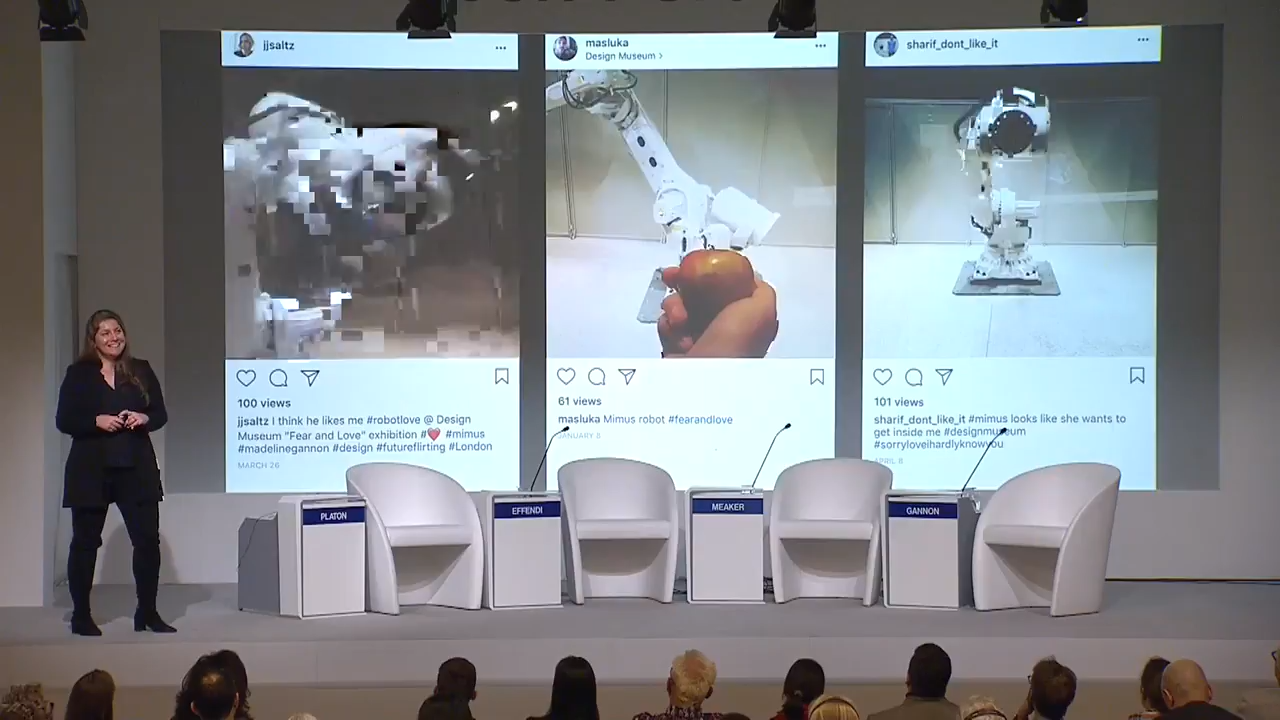 jjsaltz
100 views
jjsaltz I think he likes me #robotlove @ Design
Museum "Fear and Love" exhibition #❤️ #mimus
#madelinegannon #design #futureflirting #London
MARCH 26
masluka
Design Museum >
61 views
masluka Mimus robot #fearandlove
JANUARY 8
sharif_dont_like_it
101 views
sharif_dont_like_it #mimus looks like she wants to
get inside me #designmuseum
#sorryloveihardlyknowyou
APRIL 8
PLATON
EFFENDI
MEAKER
GANNON